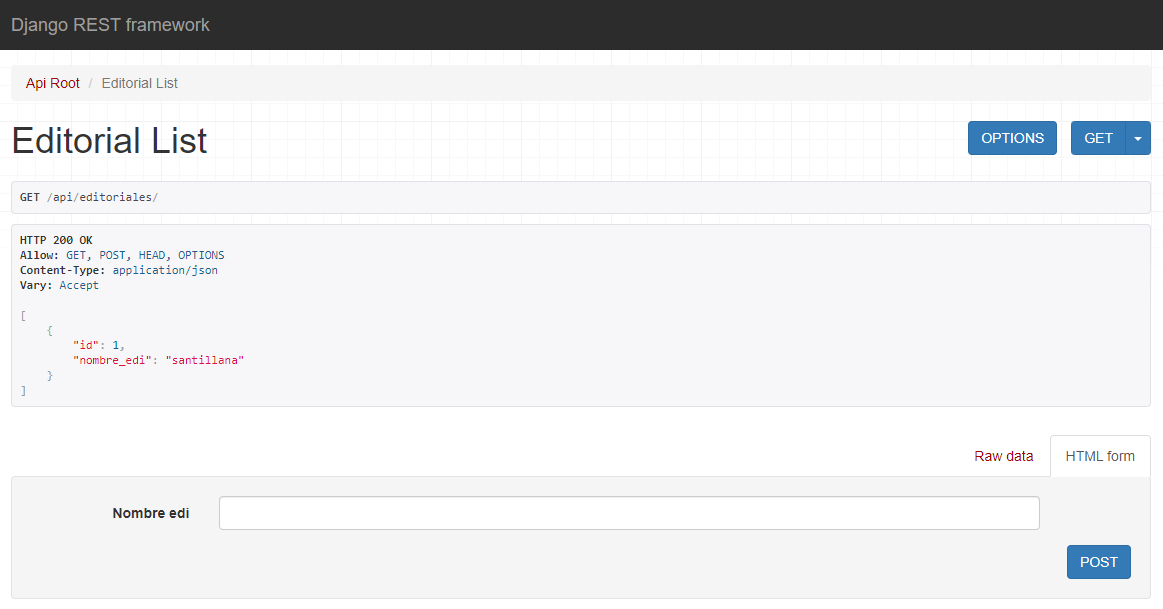 Django REST framework
Api Root / Editorial List
Editorial List
OPTIONS GET
GET /api/editoriales/
HTTP 200 OK
Allow: GET, POST, HEAD, OPTIONS
Content-Type: application/json
Vary: Accept
[
    {
        "id": 1,
        "nombre_edi": "santillana"
    }
]
Raw data HTML form
Nombre edi
POST